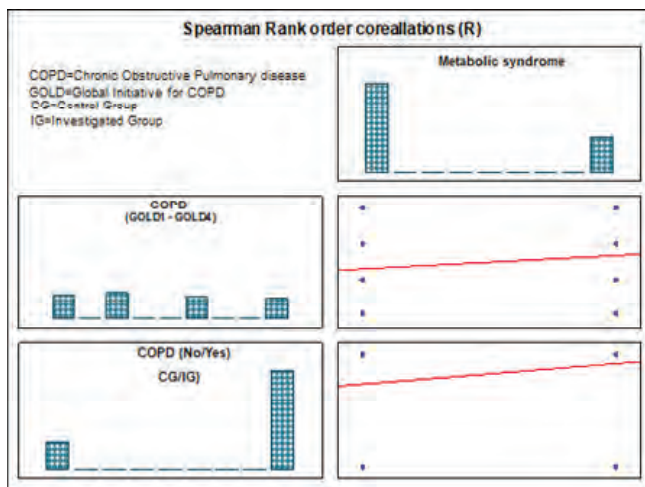 Spearman Rank order coreallations (R)
COPD=Chronic Obstructive Pulmonary disease
GOLD=Global Initiative for COPD
CG=Control Group
IG=Investigated Group
Metabolic syndrome
COPD
(GOLD1 - GOLD4)
COPD (No/Yes)
CG/IG)